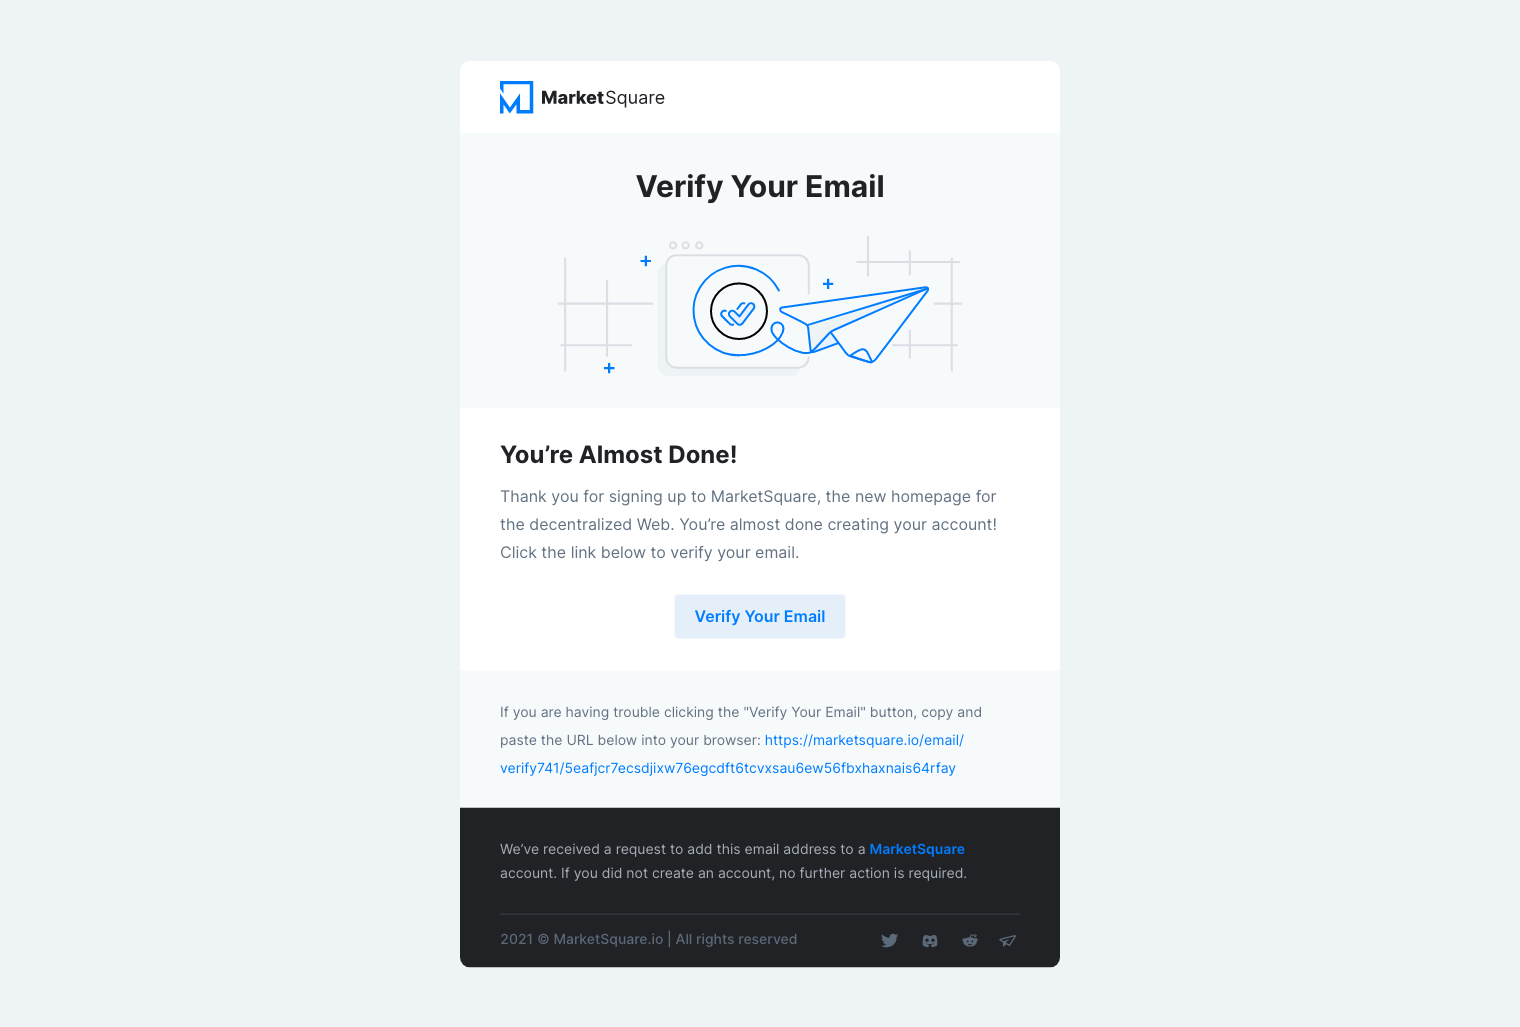 MarketSquare
Verify Your Email
You’re Almost Done!
Thank you for signing up to MarketSquare, the new homepage for
the decentralized Web. You’re almost done creating your account!
Click the link below to verify your email.
Verify Your Email
If you are having trouble clicking the "Verify Your Email" button, copy and
paste the URL below into your browser: https://marketsquare.io/email/
verify741/5eafjcr7ecsdjixw76egcdft6tcvxsau6ew56fbxhaxnais64rfay
We’ve received a request to add this email address to a MarketSquare
account. If you did not create an account, no further action is required.
2021 © MarketSquare.io | All rights reserved